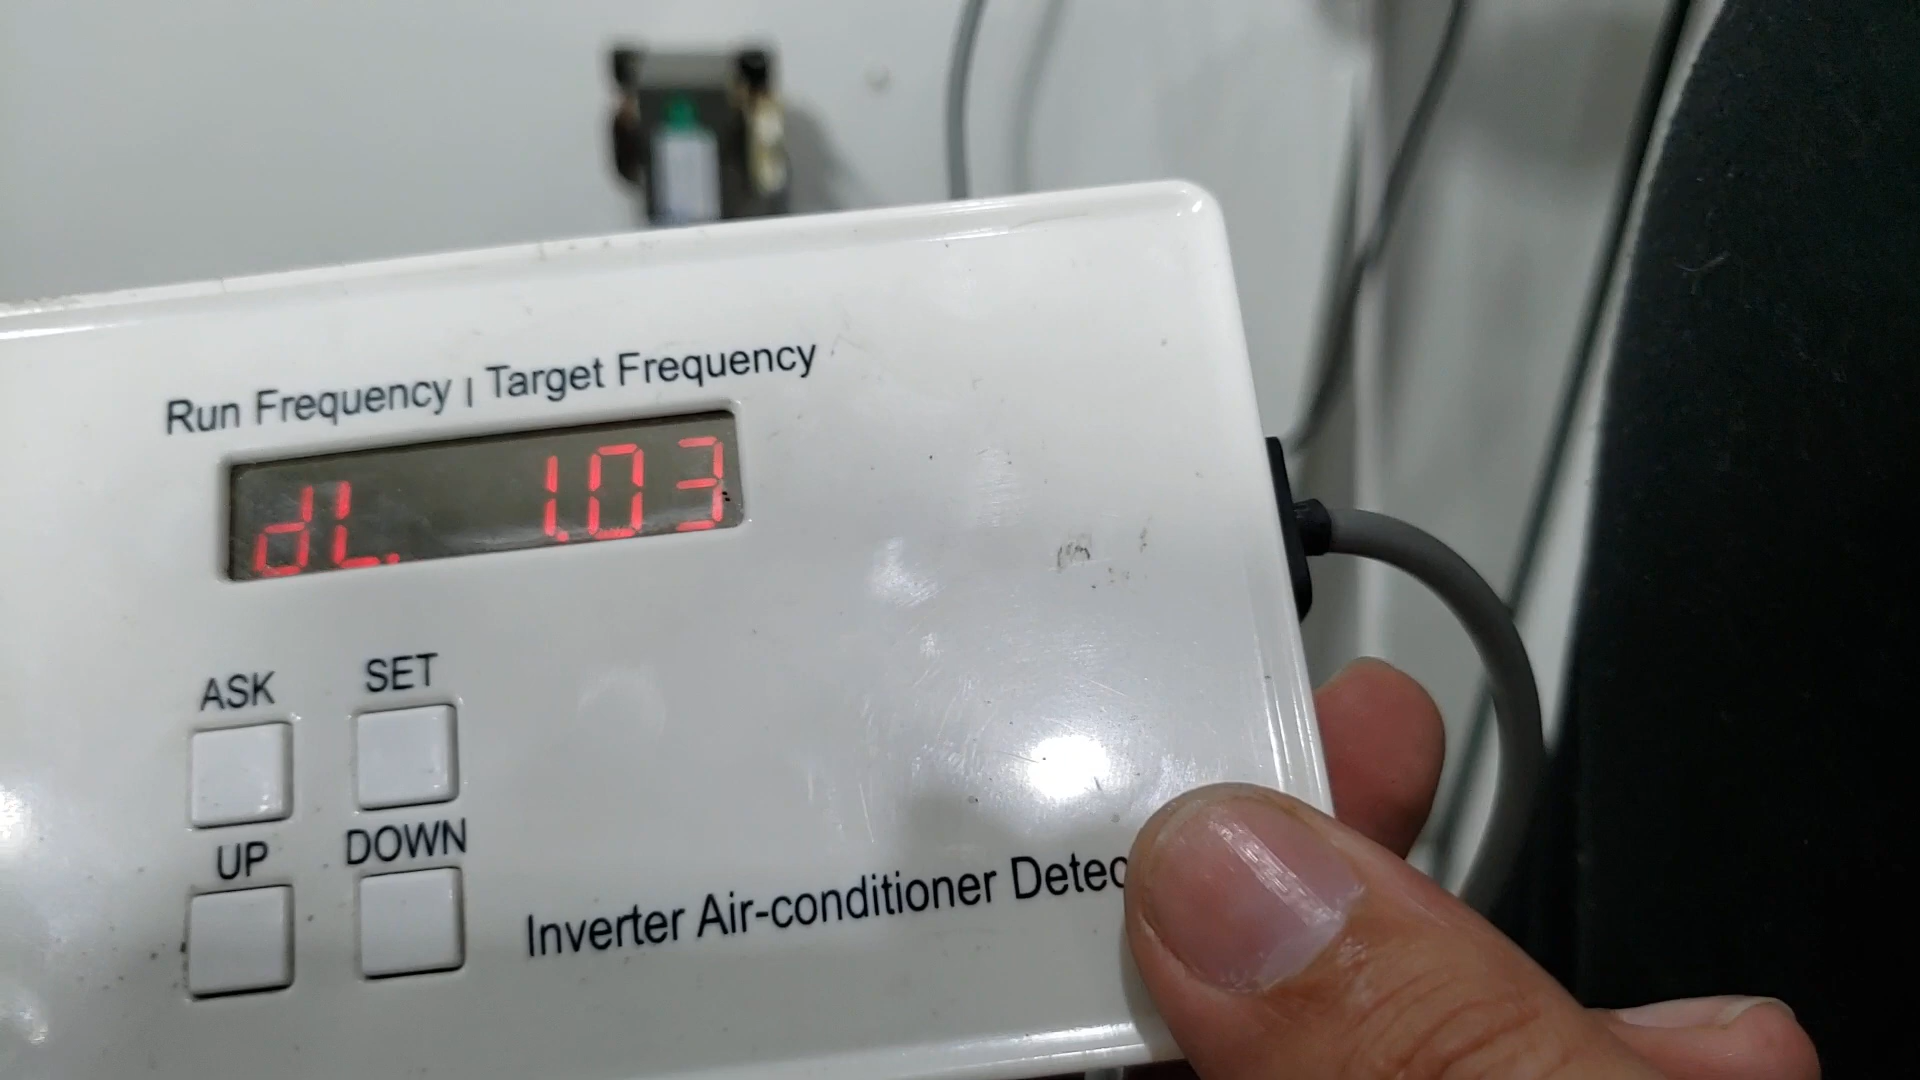 Run Frequency | Target Frequency
dL. 1.03
ASK SET
UP DOWN
Inverter Air-conditioner Detec